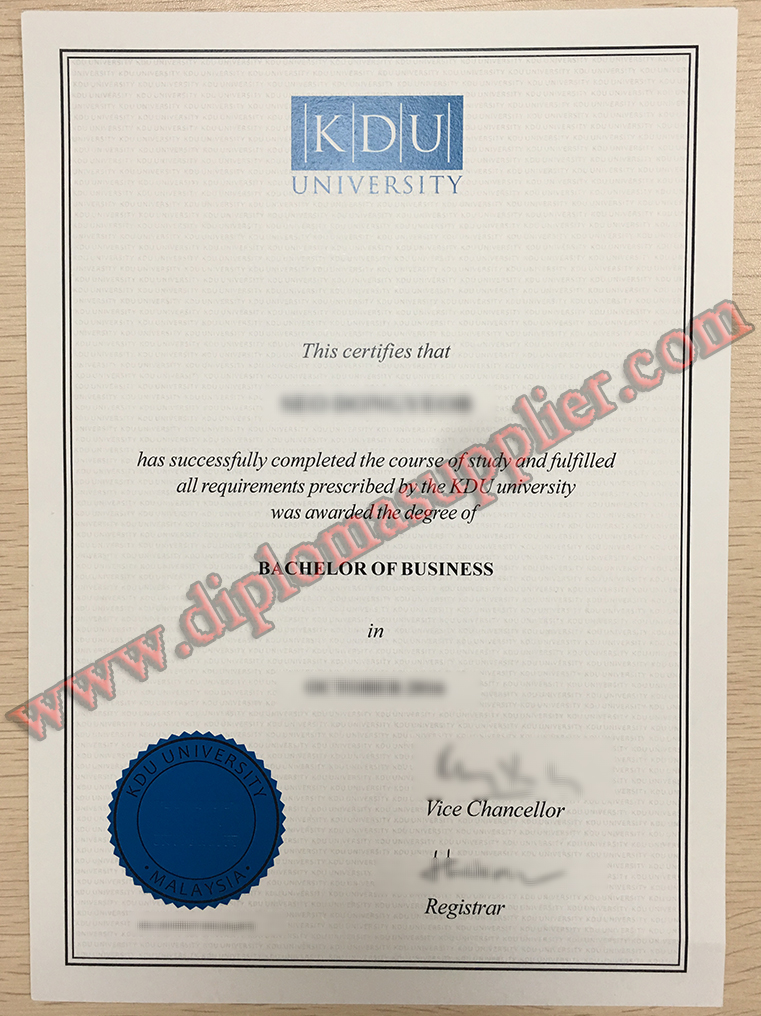 KDU
UNIVERSITY
This certifies that
has successfully completed the course of study and fulfilled
all requirements prescribed by the KDU university
was awarded the degree of
BACHELOR OF BUSINESS
in
KDU UNIVERSITY
MALAYSIA
Vice Chancellor
Registrar
www.diplomasupplier.com